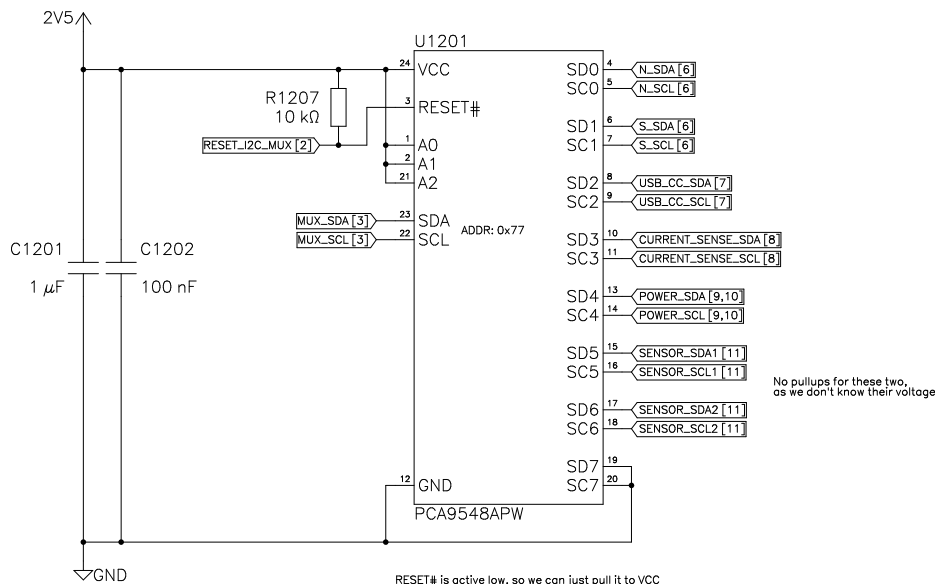 2V5
U1201
24 VCC
3 RESET#
1 A0
2 A1
21 A2
23 SDA
22 SCL
ADDR: 0x77
12 GND
PCA9548APW
R1207
10 kΩ
RESET_I2C_MUX [2]
MUX_SDA [3]
MUX_SCL [3]
C1201
1 µF
C1202
100 nF
SD0 4 N_SDA [6]
SC0 5 N_SCL [6]
SD1 6 S_SDA [6]
SC1 7 S_SCL [6]
SD2 8 USB_CC_SDA [7]
SC2 9 USB_CC_SCL [7]
SD3 10 CURRENT_SENSE_SDA [8]
SC3 11 CURRENT_SENSE_SCL [8]
SD4 13 POWER_SDA [9,10]
SC4 14 POWER_SCL [9,10]
SD5 15 SENSOR_SDA1 [11]
SC5 16 SENSOR_SCL1 [11]
SD6 17 SENSOR_SDA2 [11]
SC6 18 SENSOR_SCL2 [11]
SD7 19
SC7 20
No pullups for these two,
as we don't know their voltage
GND
RESET# is active low, so we can just pull it to VCC